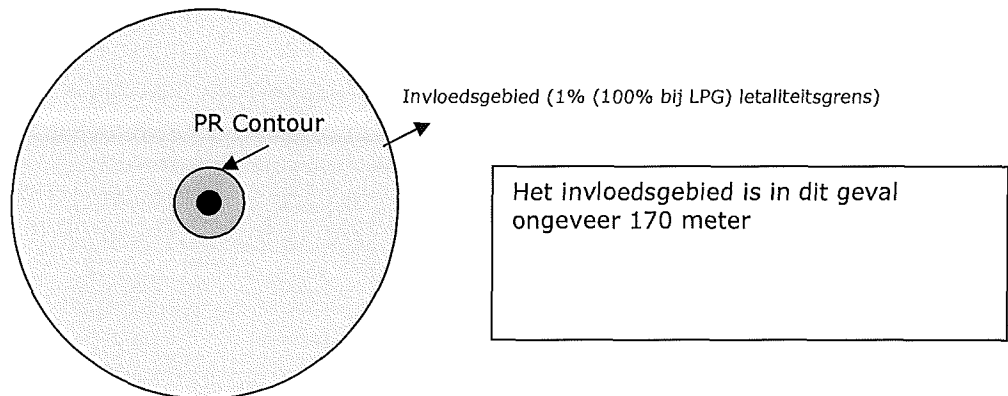 Invloedsgebied (1% (100% bij LPG) letaliteitsgrens)
PR Contour
Het invloedsgebied is in dit geval
ongeveer 170 meter